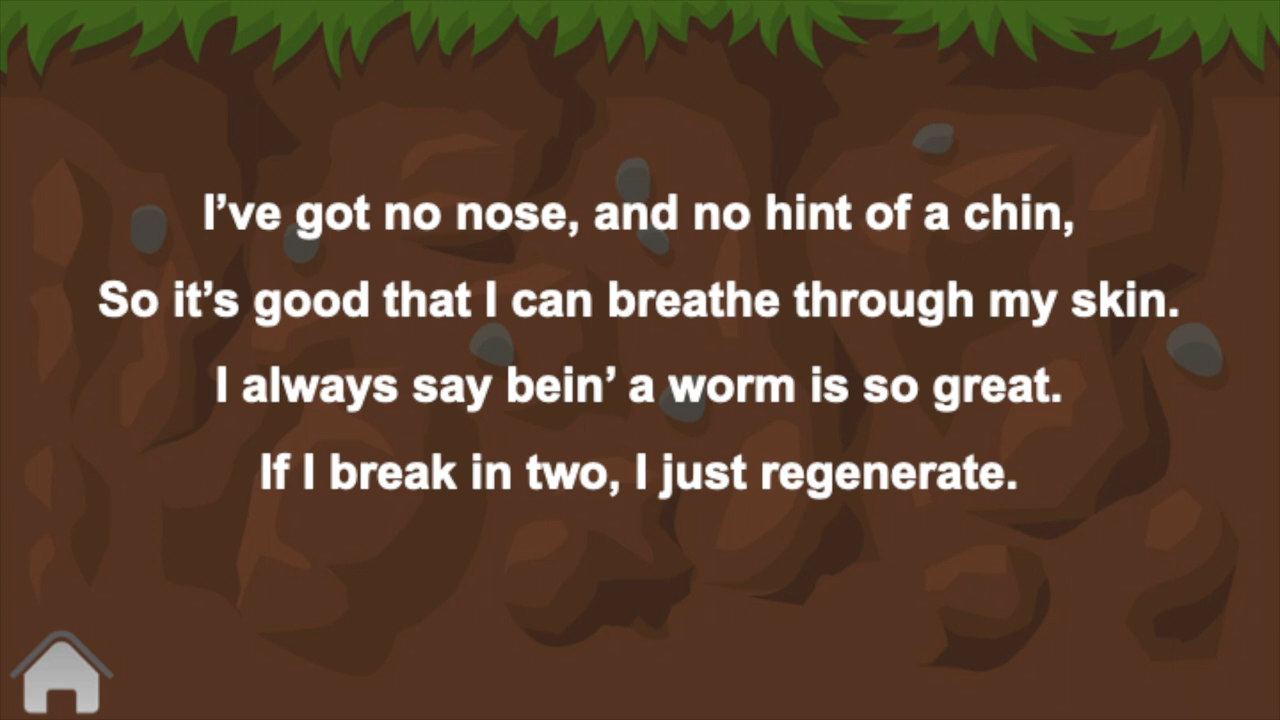 I’ve got no nose, and no hint of a chin,
So it’s good that I can breathe through my skin.
I always say bein’ a worm is so great.
If I break in two, I just regenerate.